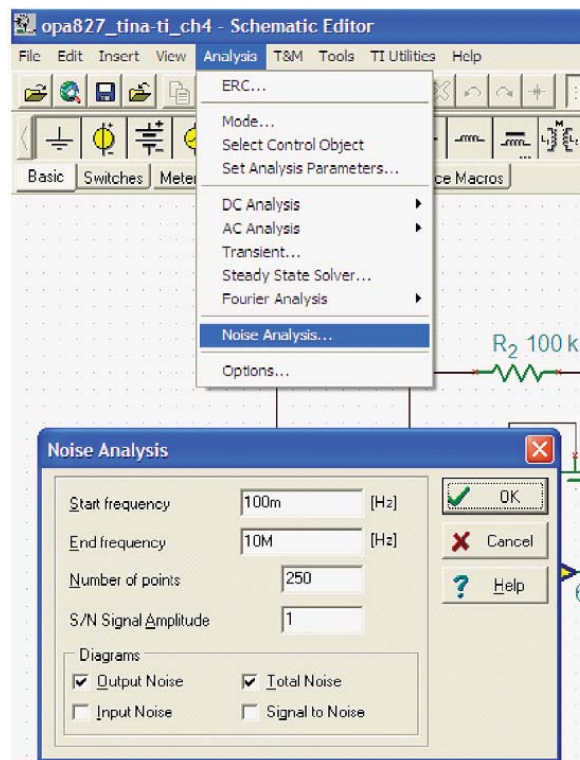 opa827_tina-ti_ch4 - Schematic Editor
File Edit Insert View Analysis T&M Tools TI Utilities Help
ERC...
Mode...
Select Control Object
Set Analysis Parameters...
Basic Switches Meter ce Macros
DC Analysis
AC Analysis
Transient...
Steady State Solver...
Fourier Analysis
Noise Analysis...
Options...
R2 100 k
Noise Analysis
Start frequency 100m [Hz] OK
End frequency 10M [Hz] Cancel
Number of points 250 Help
S/N Signal Amplitude 1
Diagrams
Output Noise Total Noise
Input Noise Signal to Noise